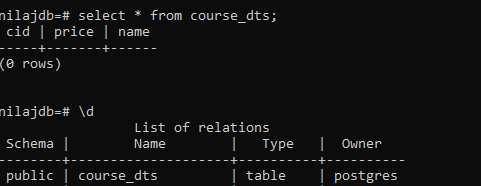 nilajdb=# select * from course_dts;
cid | price | name
-----+-------+------
(0 rows)
nilajdb=# \d
List of relations
Schema | Name | Type | Owner
--------+--------------------+----------+----------
public | course_dts | table | postgres